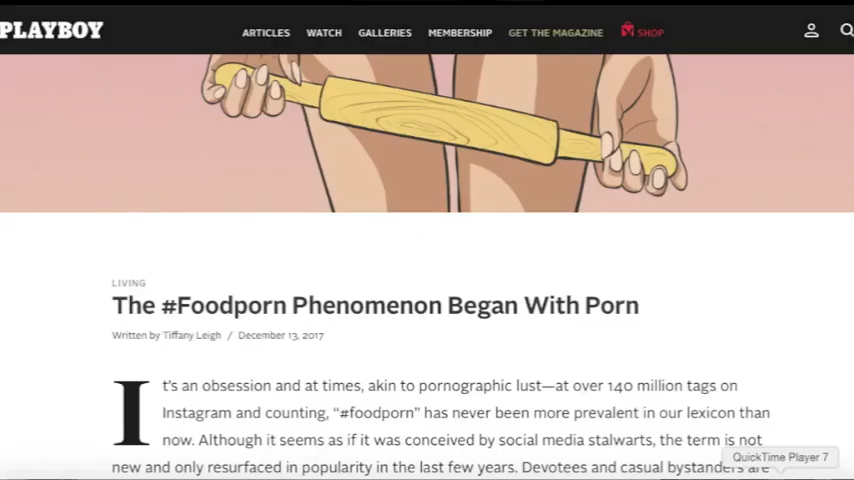 PLAYBOY ARTICLES WATCH GALLERIES MEMBERSHIP GET THE MAGAZINE SHOP
LIVING
The #Foodporn Phenomenon Began With Porn
Written by Tiffany Leigh / December 13, 2017
It's an obsession and at times, akin to pornographic lust—at over 140 million tags on
Instagram and counting, “#foodporn” has never been more prevalent in our lexicon than
now. Although it seems as if it was conceived by social media stalwarts, the term is not
new and only resurfaced in popularity in the last few years. Devotees and casual bystanders are
QuickTime Player 7